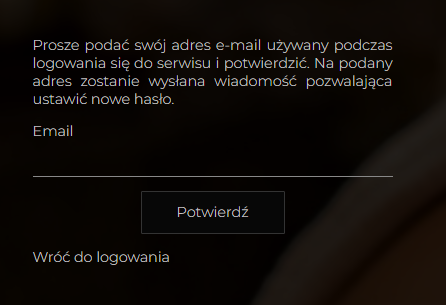 Prosze podać swój adres e-mail używany podczas
logowania się do serwisu i potwierdzić. Na podany
adres zostanie wysłana wiadomość pozwalająca
ustawić nowe hasło.
Email
Potwierdź
Wróć do logowania